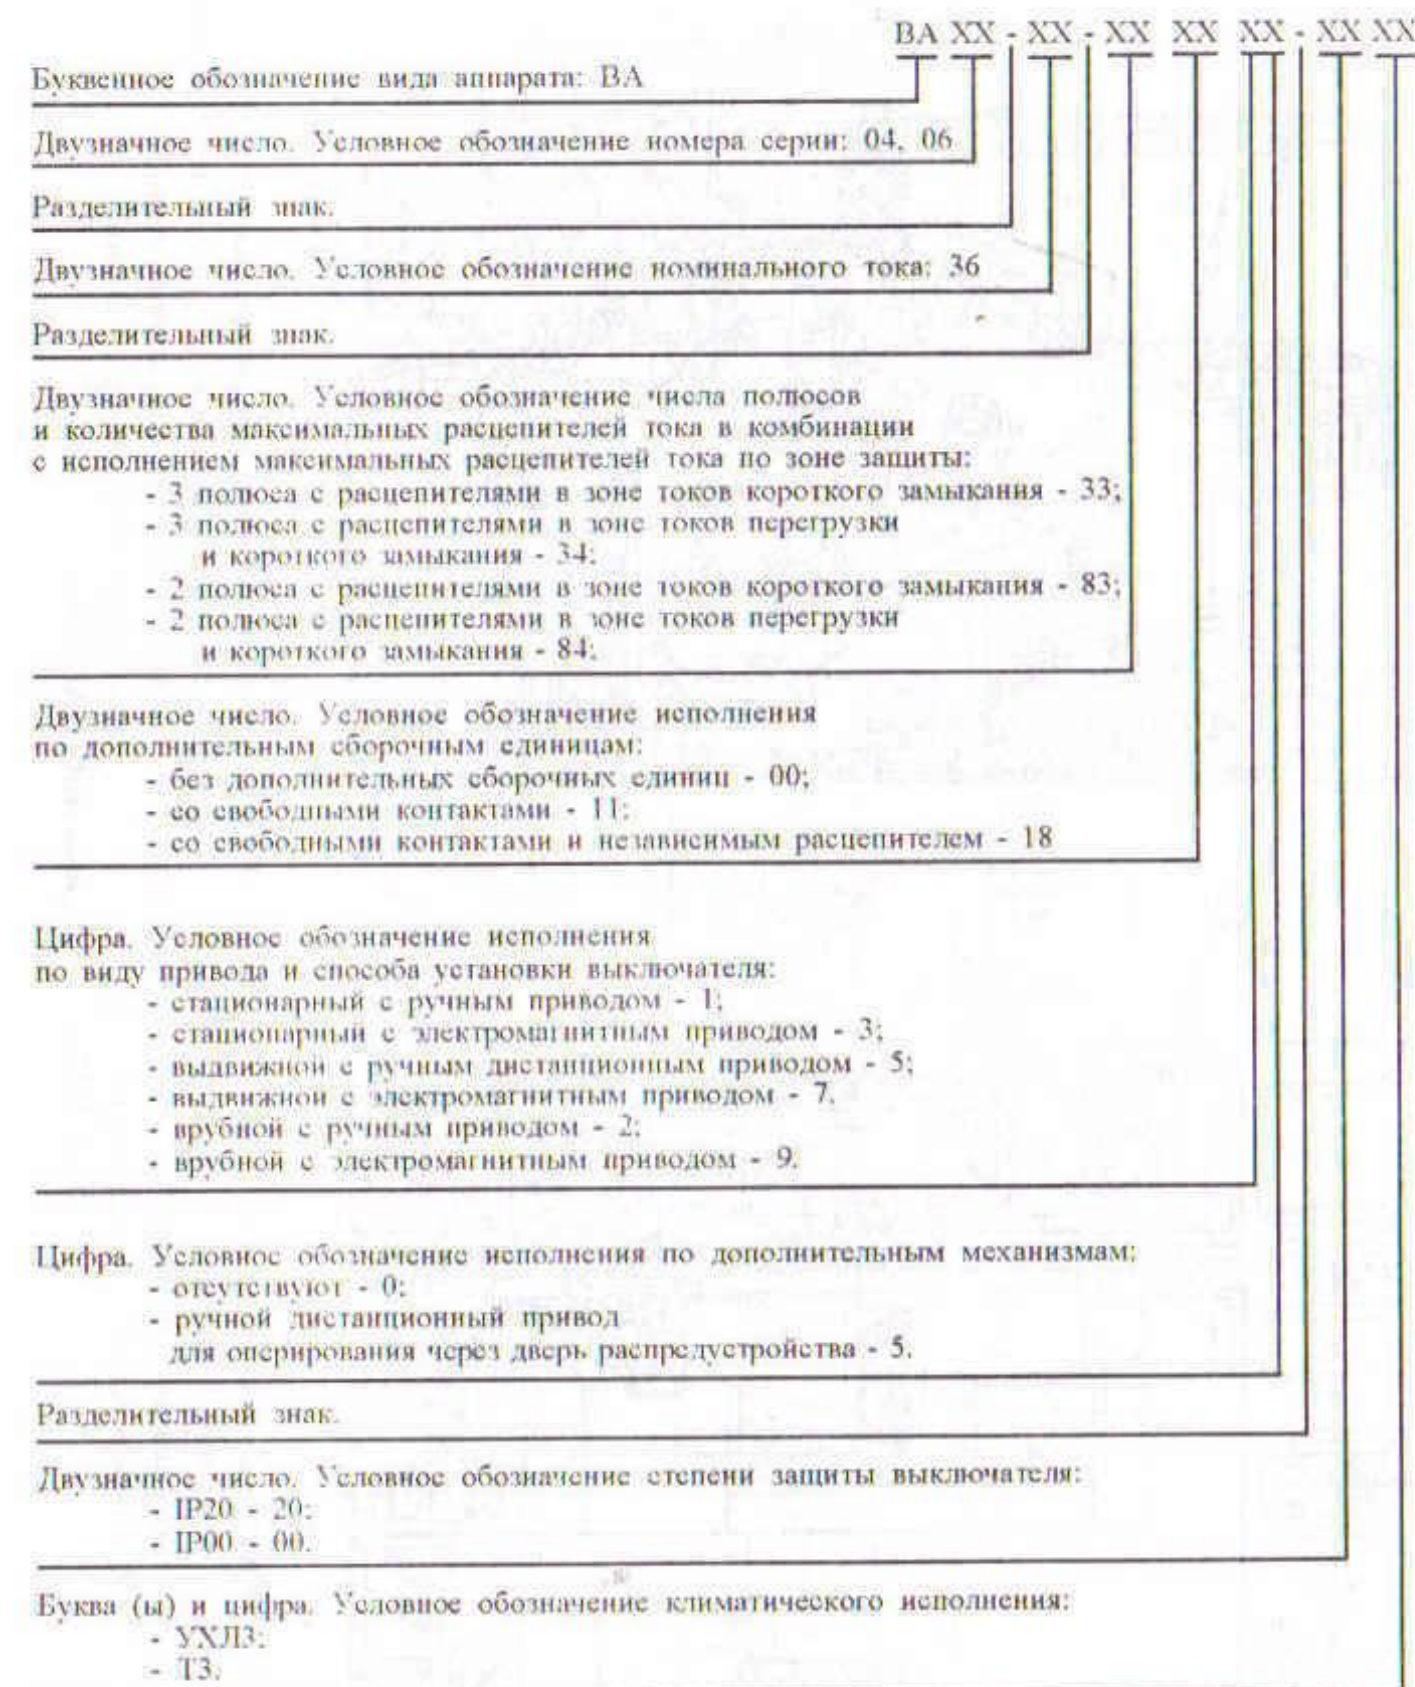 ВА ХХ - ХХ - ХХ ХХ ХХ - ХХ ХХ
Буквенное обозначение вида аппарата: ВА
Двузначное число. Условное обозначение номера серии: 04, 06
Разделительный знак.
Двузначное число. Условное обозначение номинального тока: 36
Разделительный знак.
Двузначное число. Условное обозначение числа полюсов
и количества максимальных расцепителей тока в комбинации
с исполнением максимальных расцепителей тока по зоне защиты:
- 3 полюса с расцепителями в зоне токов короткого замыкания - 33;
- 3 полюса с расцепителями в зоне токов перегрузки
и короткого замыкания - 34;
- 2 полюса с расцепителями в зоне токов короткого замыкания - 83;
- 2 полюса с расцепителями в зоне токов перегрузки
и короткого замыкания - 84;
Двузначное число. Условное обозначение исполнения
по дополнительным сборочным единицам:
- без дополнительных сборочных единиц - 00;
- со свободными контактами - 11;
- со свободными контактами и независимым расцепителем - 18
Цифра. Условное обозначение исполнения
по виду привода и способа установки выключателя:
- стационарный с ручным приводом - 1;
- стационарный с электромагнитным приводом - 3;
- выдвижной с ручным дистанционным приводом - 5;
- выдвижной с электромагнитным приводом - 7.
- врубной с ручным приводом - 2;
- врубной с электромагнитным приводом - 9.
Цифра. Условное обозначение исполнения по дополнительным механизмам:
- отсутствуют - 0;
- ручной дистанционный привод
для оперирования через дверь распредустройства - 5.
Разделительный знак.
Двузначное число. Условное обозначение степени защиты выключателя:
- IP20 - 20;
- IP00 - 00.
Буква (ы) и цифра. Условное обозначение климатического исполнения:
- УХЛ3;
- Т3.